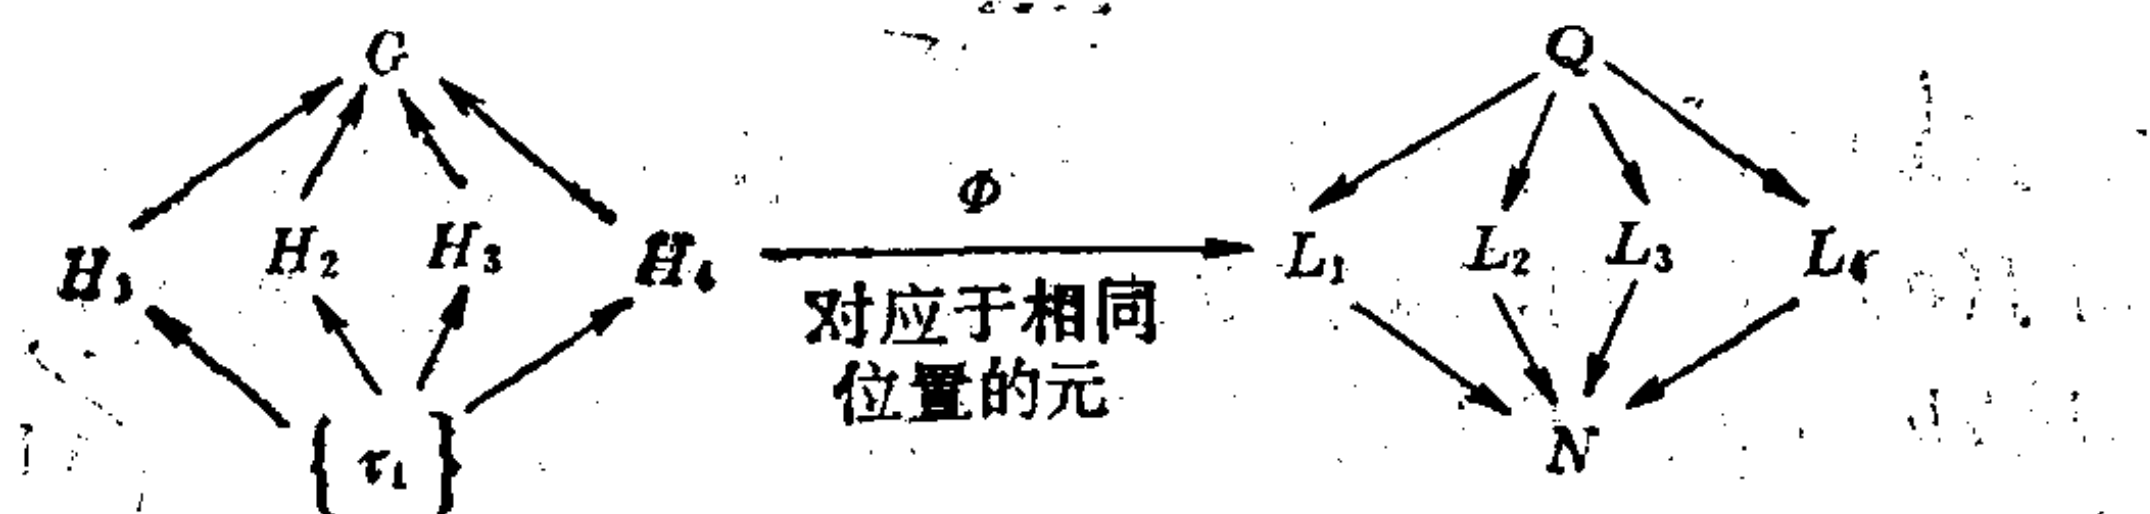 G Q
Φ
H₁ H₂ H₃ H₄ L₁ L₂ L₃ L₄
对应于相同
位置的元
{τ₁} N